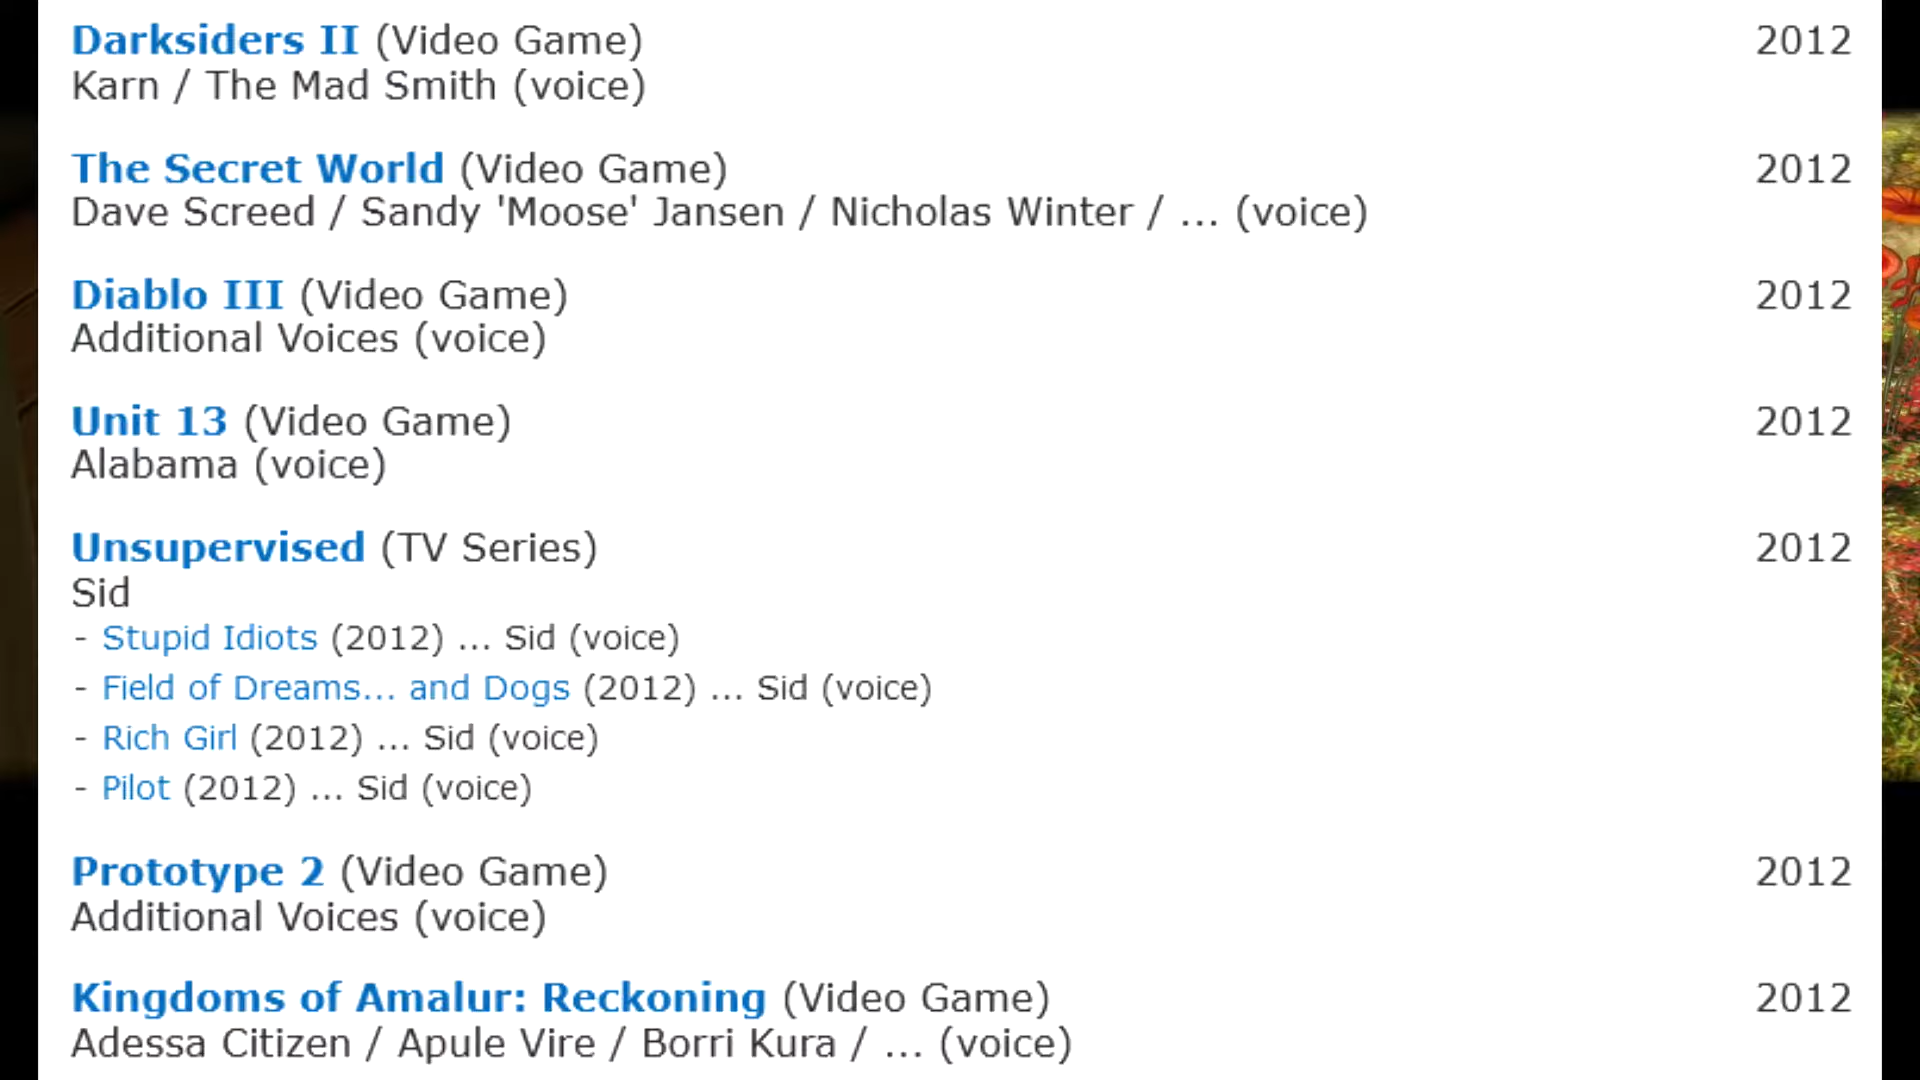 Darksiders II (Video Game) 2012
Karn / The Mad Smith (voice)
The Secret World (Video Game) 2012
Dave Screed / Sandy 'Moose' Jansen / Nicholas Winter / ... (voice)
Diablo III (Video Game) 2012
Additional Voices (voice)
Unit 13 (Video Game) 2012
Alabama (voice)
Unsupervised (TV Series) 2012
Sid
- Stupid Idiots (2012) ... Sid (voice)
- Field of Dreams... and Dogs (2012) ... Sid (voice)
- Rich Girl (2012) ... Sid (voice)
- Pilot (2012) ... Sid (voice)
Prototype 2 (Video Game) 2012
Additional Voices (voice)
Kingdoms of Amalur: Reckoning (Video Game) 2012
Adessa Citizen / Apule Vire / Borri Kura / ... (voice)